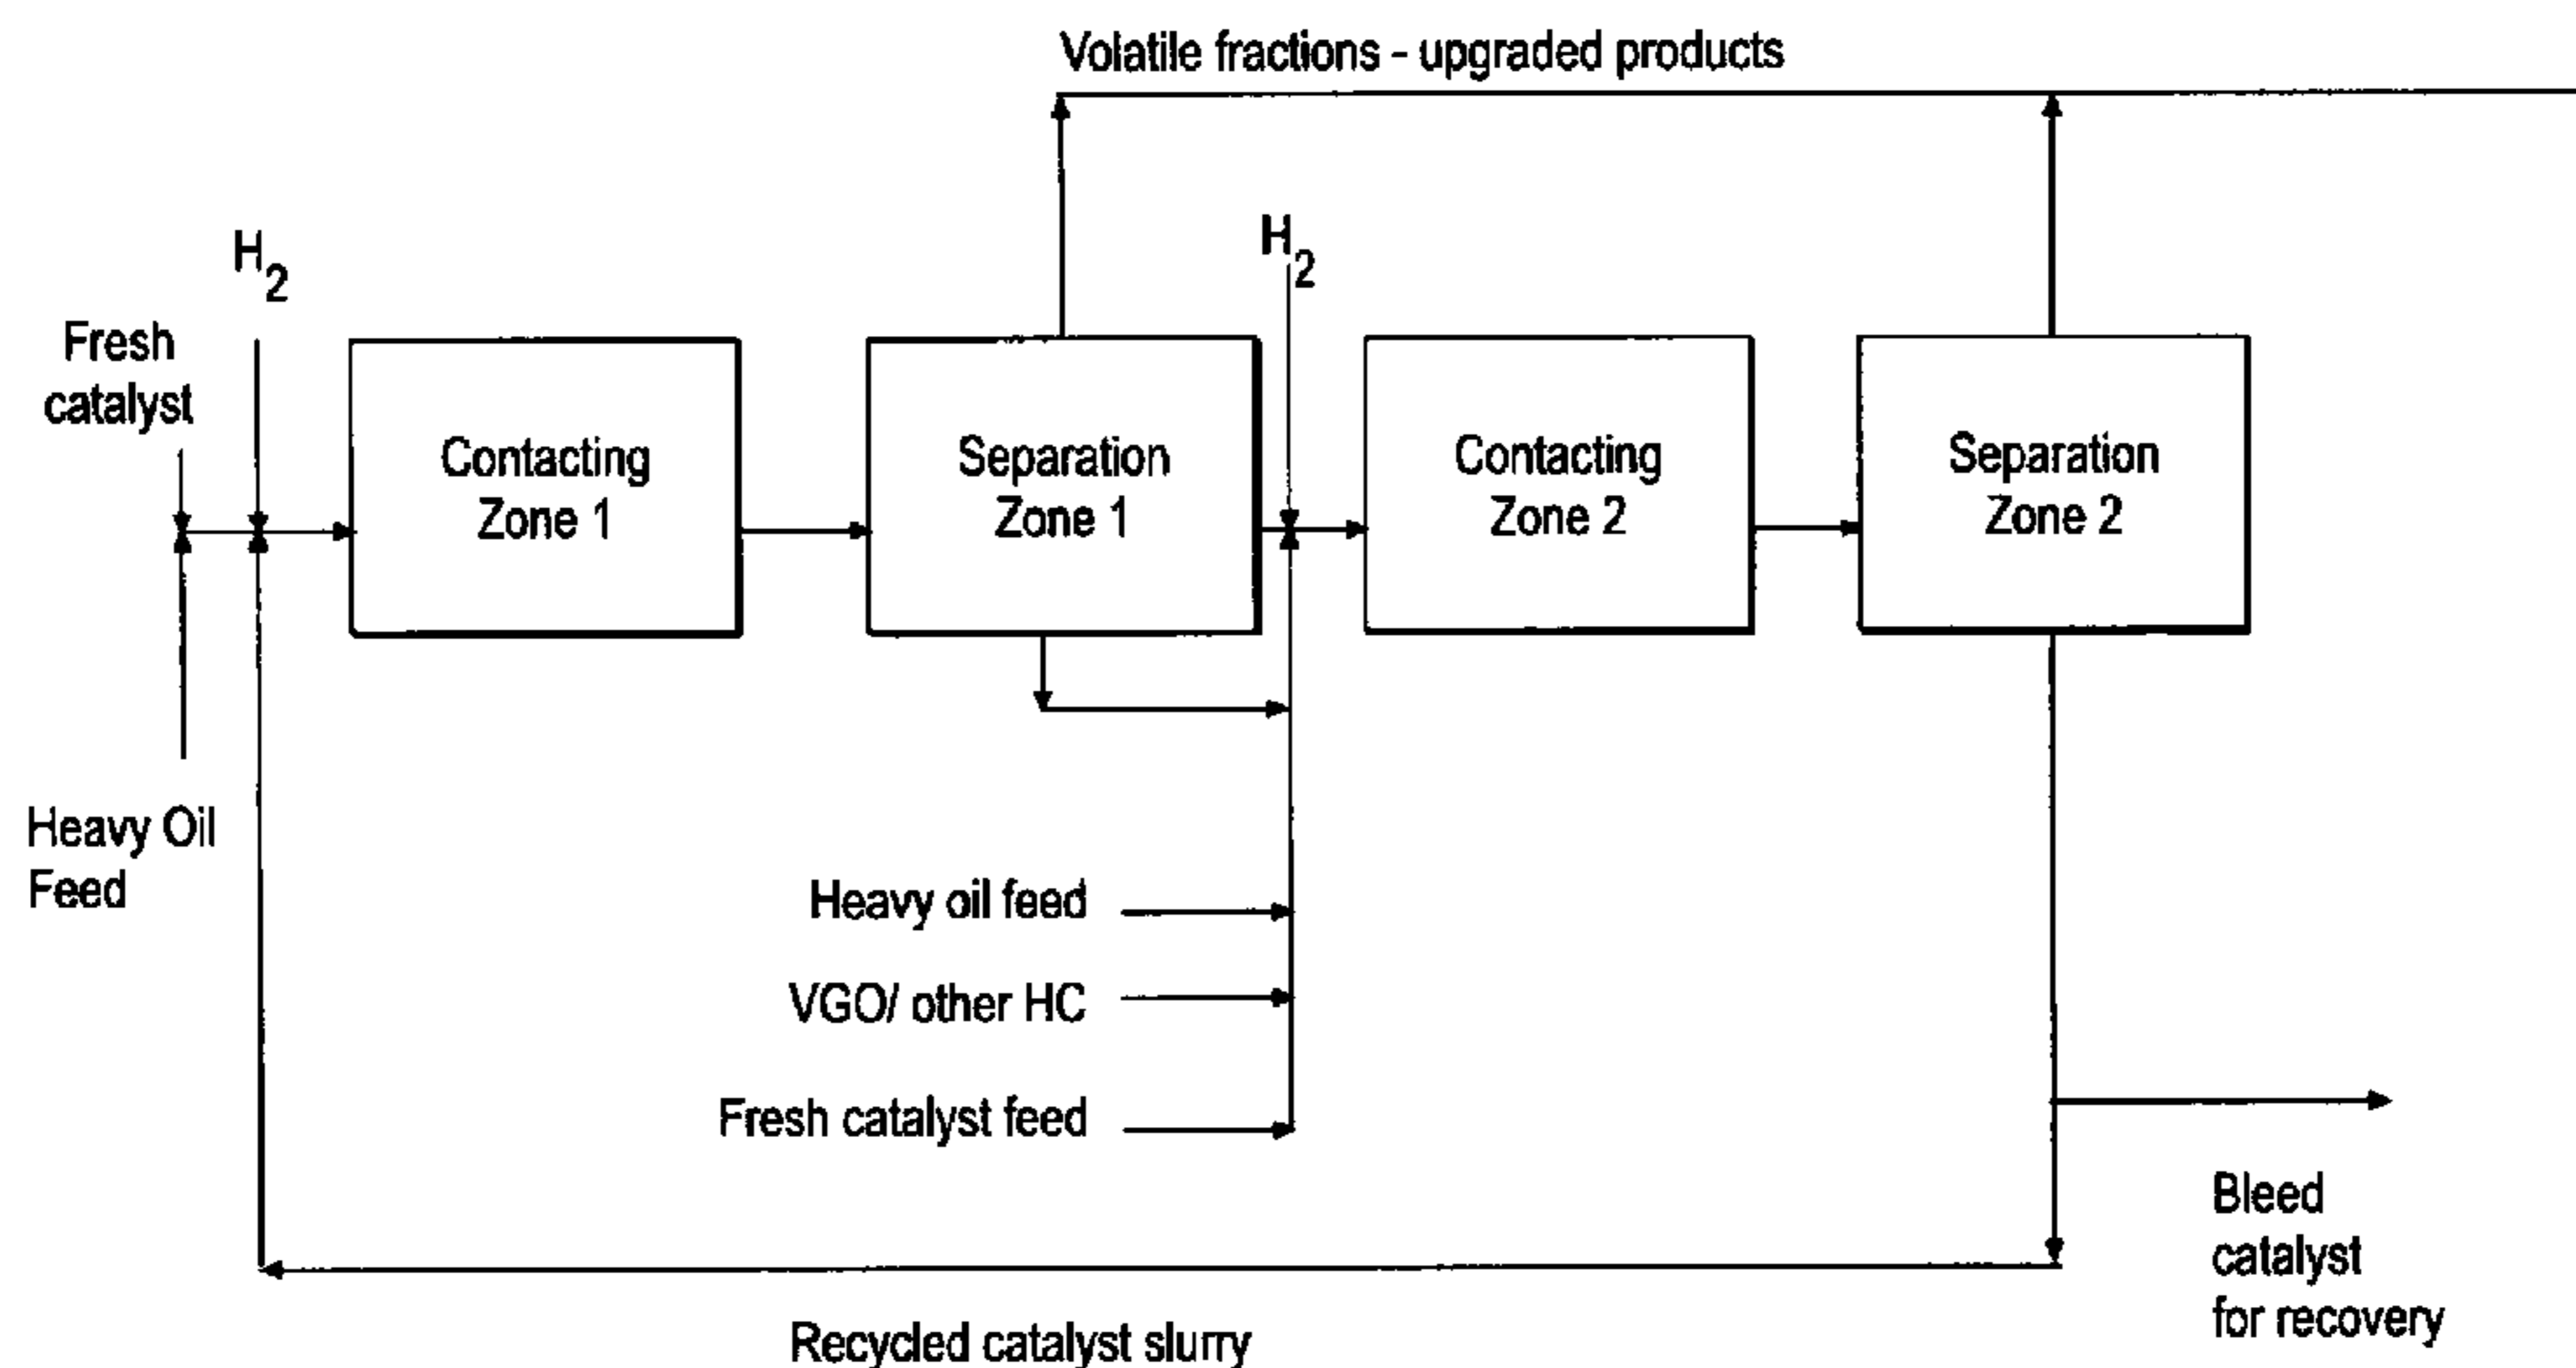 Volatile fractions - upgraded products
H2
H2
Fresh
catalyst
Contacting
Zone 1
Separation
Zone 1
Contacting
Zone 2
Separation
Zone 2
Heavy Oil
Feed
Heavy oil feed
VGO/ other HC
Fresh catalyst feed
Bleed
catalyst
for recovery
Recycled catalyst slurry